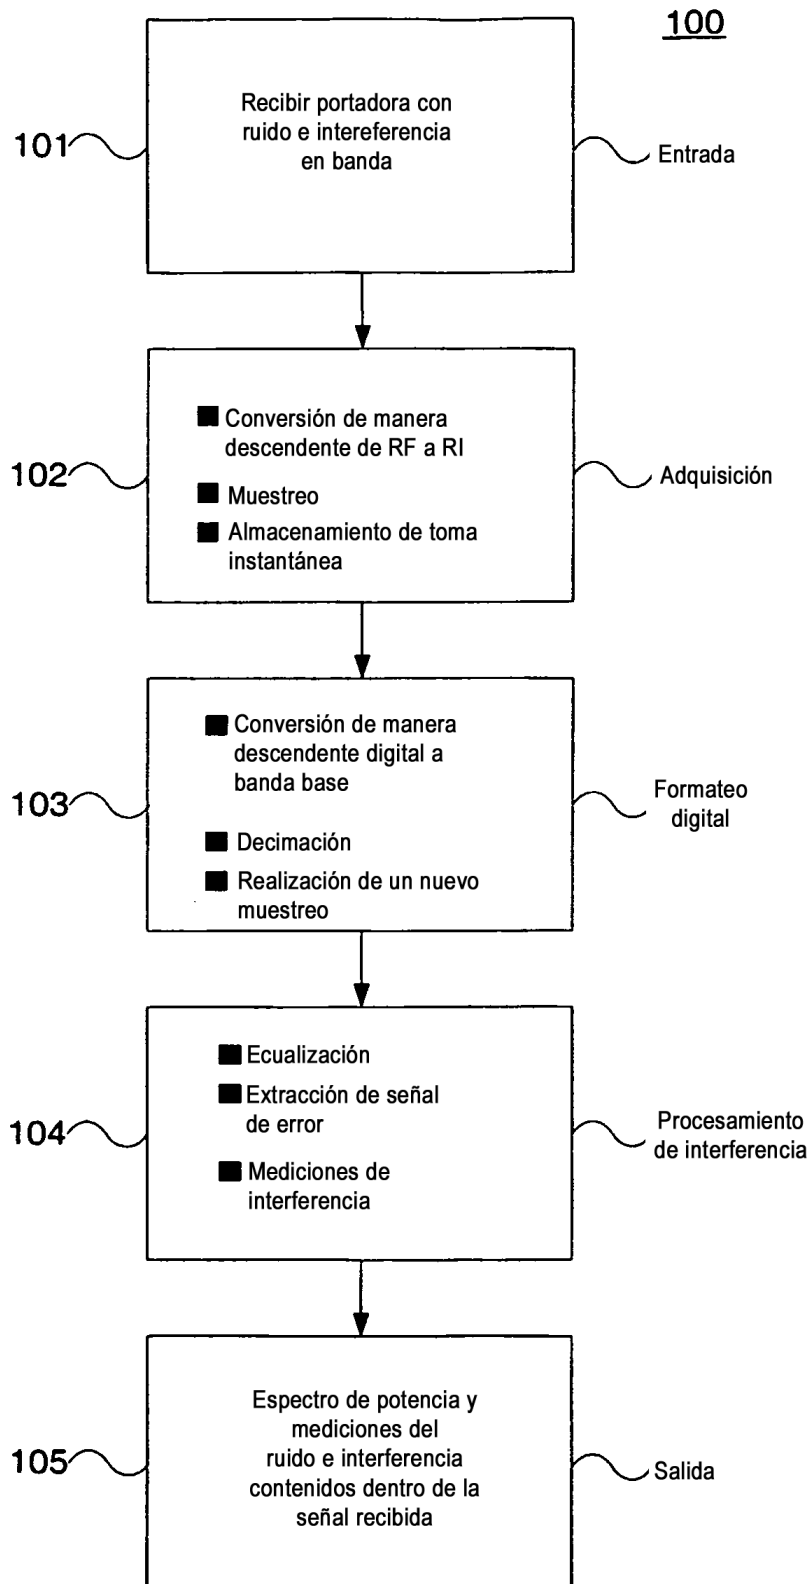 100
Recibir portadora con
ruido e intereferencia
en banda
101
Entrada
Conversión de manera
descendente de RF a RI
Muestreo
Almacenamiento de toma
instantánea
102
Adquisición
Conversión de manera
descendente digital a
banda base
Decimación
Realización de un nuevo
muestreo
103
Formateo
digital
Ecualización
Extracción de señal
de error
Mediciones de
interferencia
104
Procesamiento
de interferencia
Espectro de potencia y
mediciones del
ruido e interferencia
contenidos dentro de la
señal recibida
105
Salida